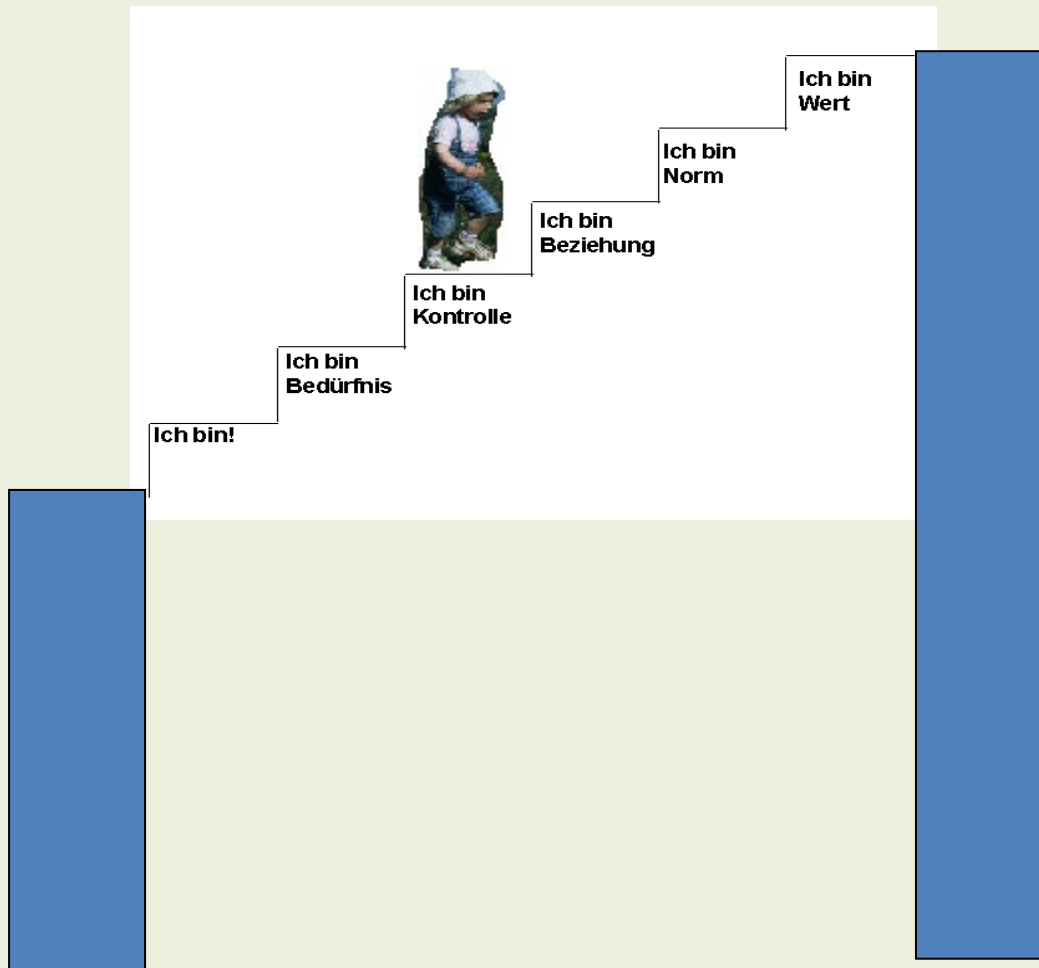 Ich bin
Wert
Ich bin
Norm
Ich bin
Beziehung
Ich bin
Kontrolle
Ich bin
Bedürfnis
Ich bin!